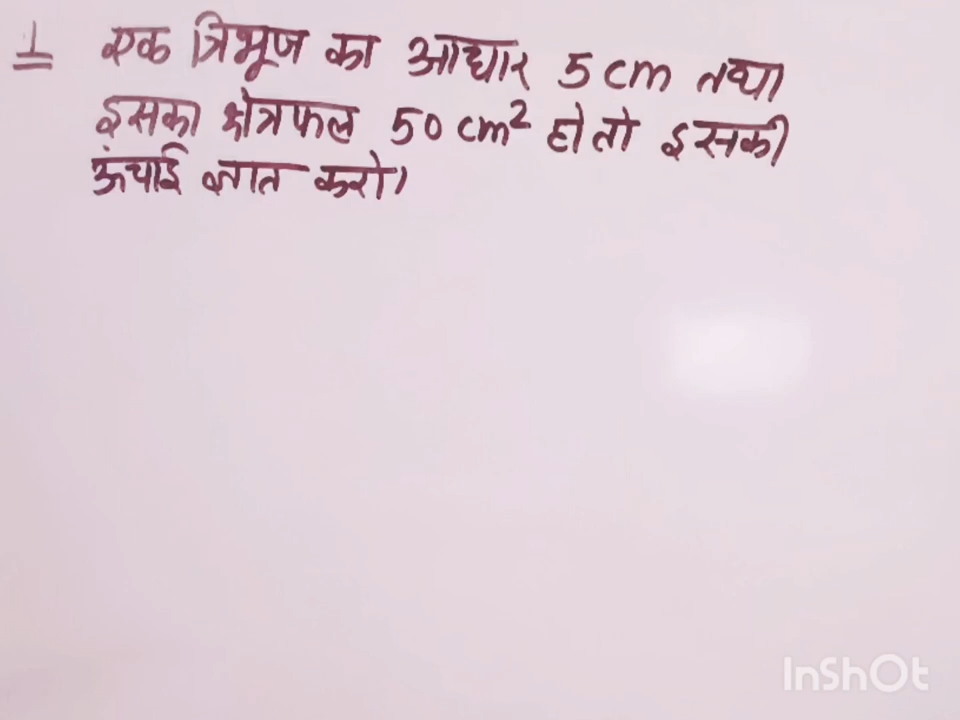 1 एक त्रिभूज का आधार 5 cm तथा
इसका क्षेत्रफल 50 cm² हो तो इसकी
ऊंचाई ज्ञात करो।
InShOt